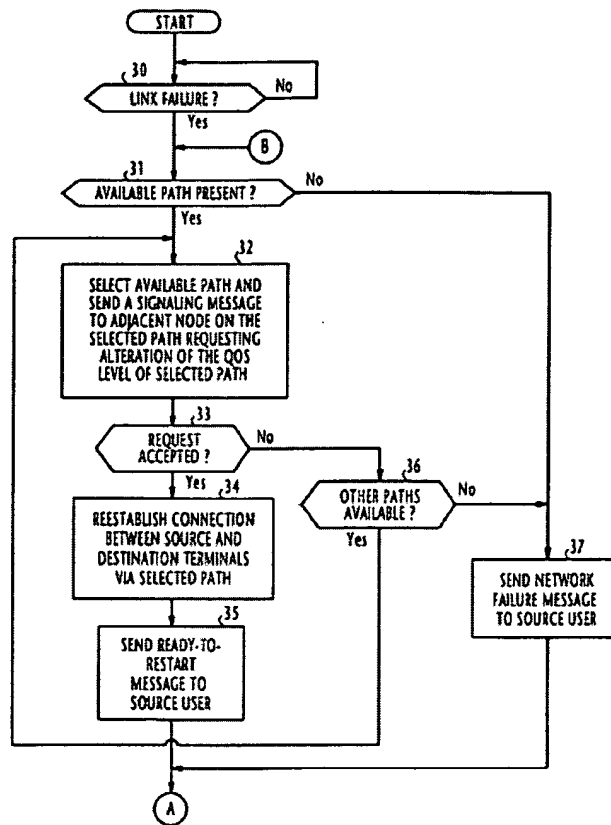 START
30
LINK FAILURE ?
No
Yes
B
31
AVAILABLE PATH PRESENT ?
No
Yes
32
SELECT AVAILABLE PATH AND
SEND A SIGNALING MESSAGE
TO ADJACENT NODE ON THE
SELECTED PATH REQUESTING
ALTERATION OF THE QOS
LEVEL OF SELECTED PATH
33
REQUEST
ACCEPTED ?
No
Yes
36
OTHER PATHS
AVAILABLE ?
No
Yes
34
REESTABLISH CONNECTION
BETWEEN SOURCE AND
DESTINATION TERMINALS
VIA SELECTED PATH
37
SEND NETWORK
FAILURE MESSAGE
TO SOURCE USER
35
SEND READY-TO-
RESTART
MESSAGE TO
SOURCE USER
A